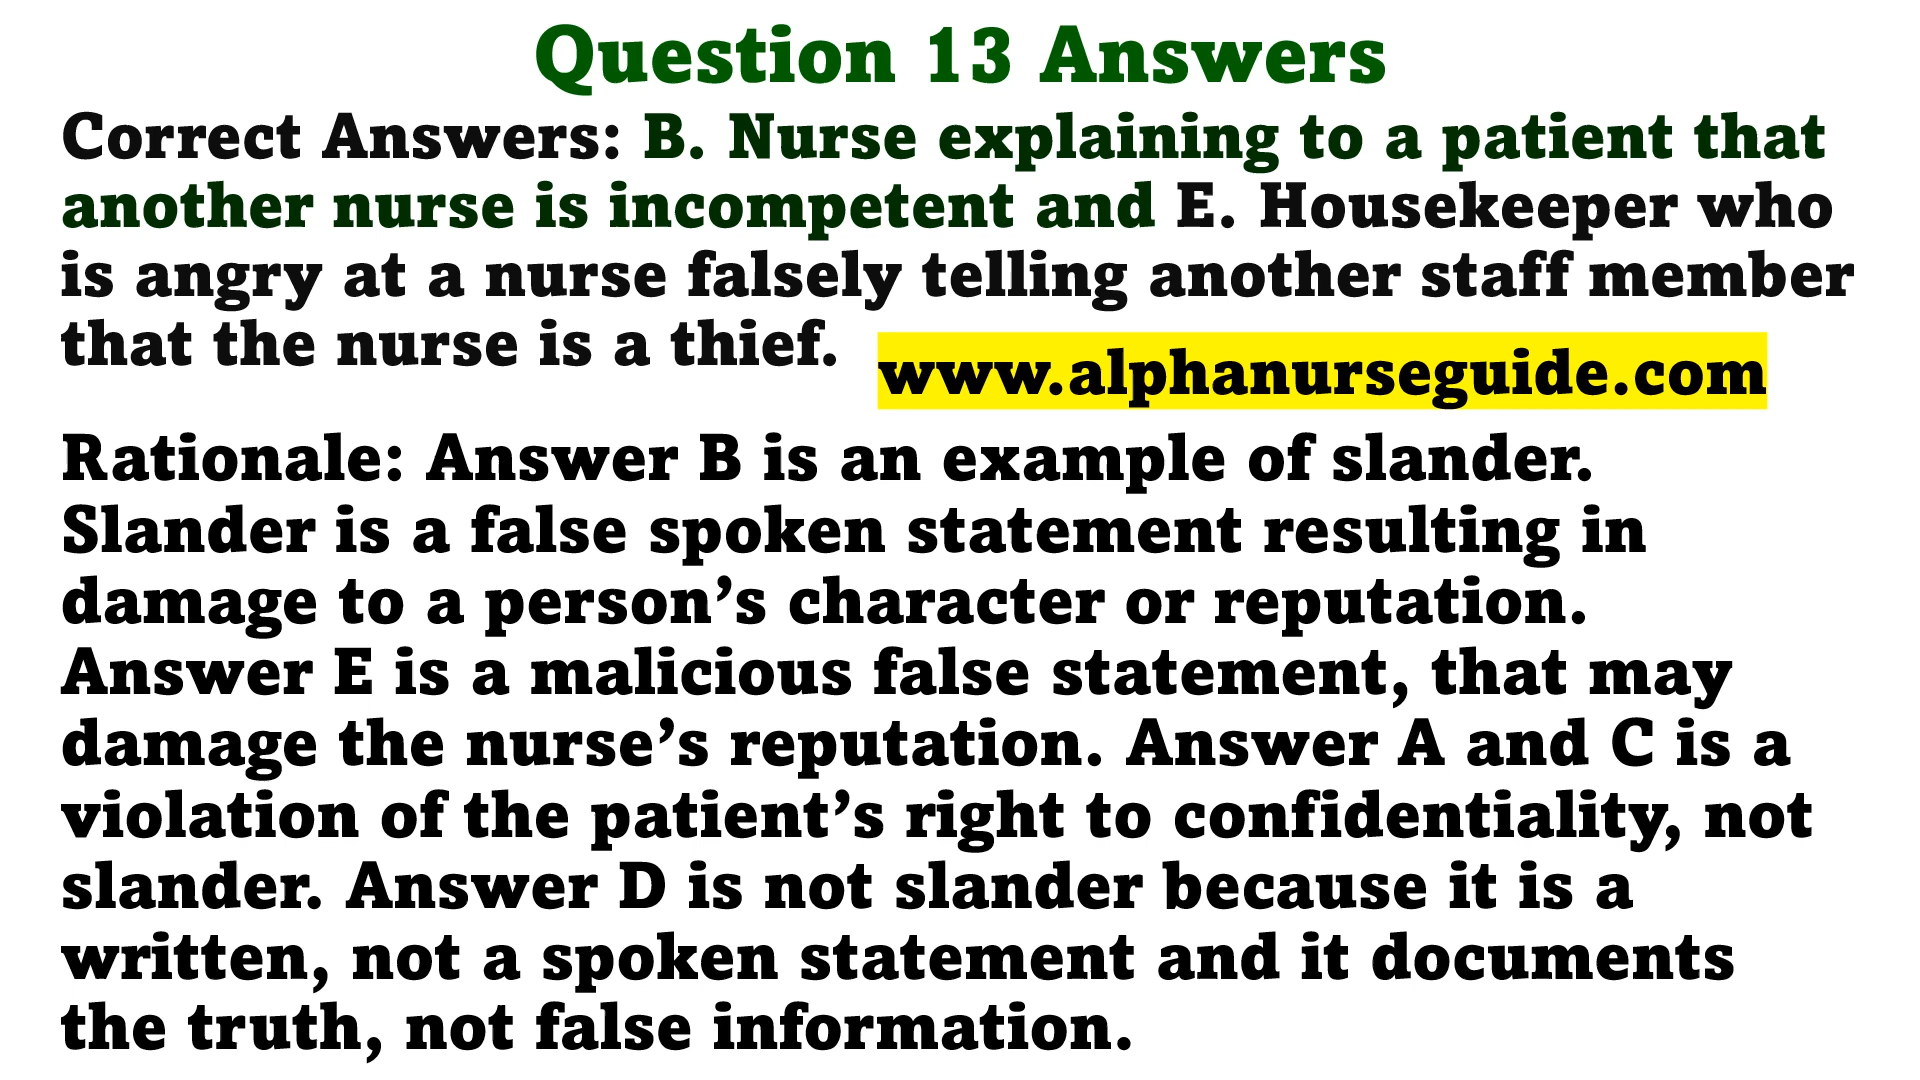 Question 13 Answers
Correct Answers: B. Nurse explaining to a patient that
another nurse is incompetent and E. Housekeeper who
is angry at a nurse falsely telling another staff member
that the nurse is a thief.
www.alphanurseguide.com
Rationale: Answer B is an example of slander.
Slander is a false spoken statement resulting in
damage to a person’s character or reputation.
Answer E is a malicious false statement, that may
damage the nurse’s reputation. Answer A and C is a
violation of the patient’s right to confidentiality, not
slander. Answer D is not slander because it is a
written, not a spoken statement and it documents
the truth, not false information.